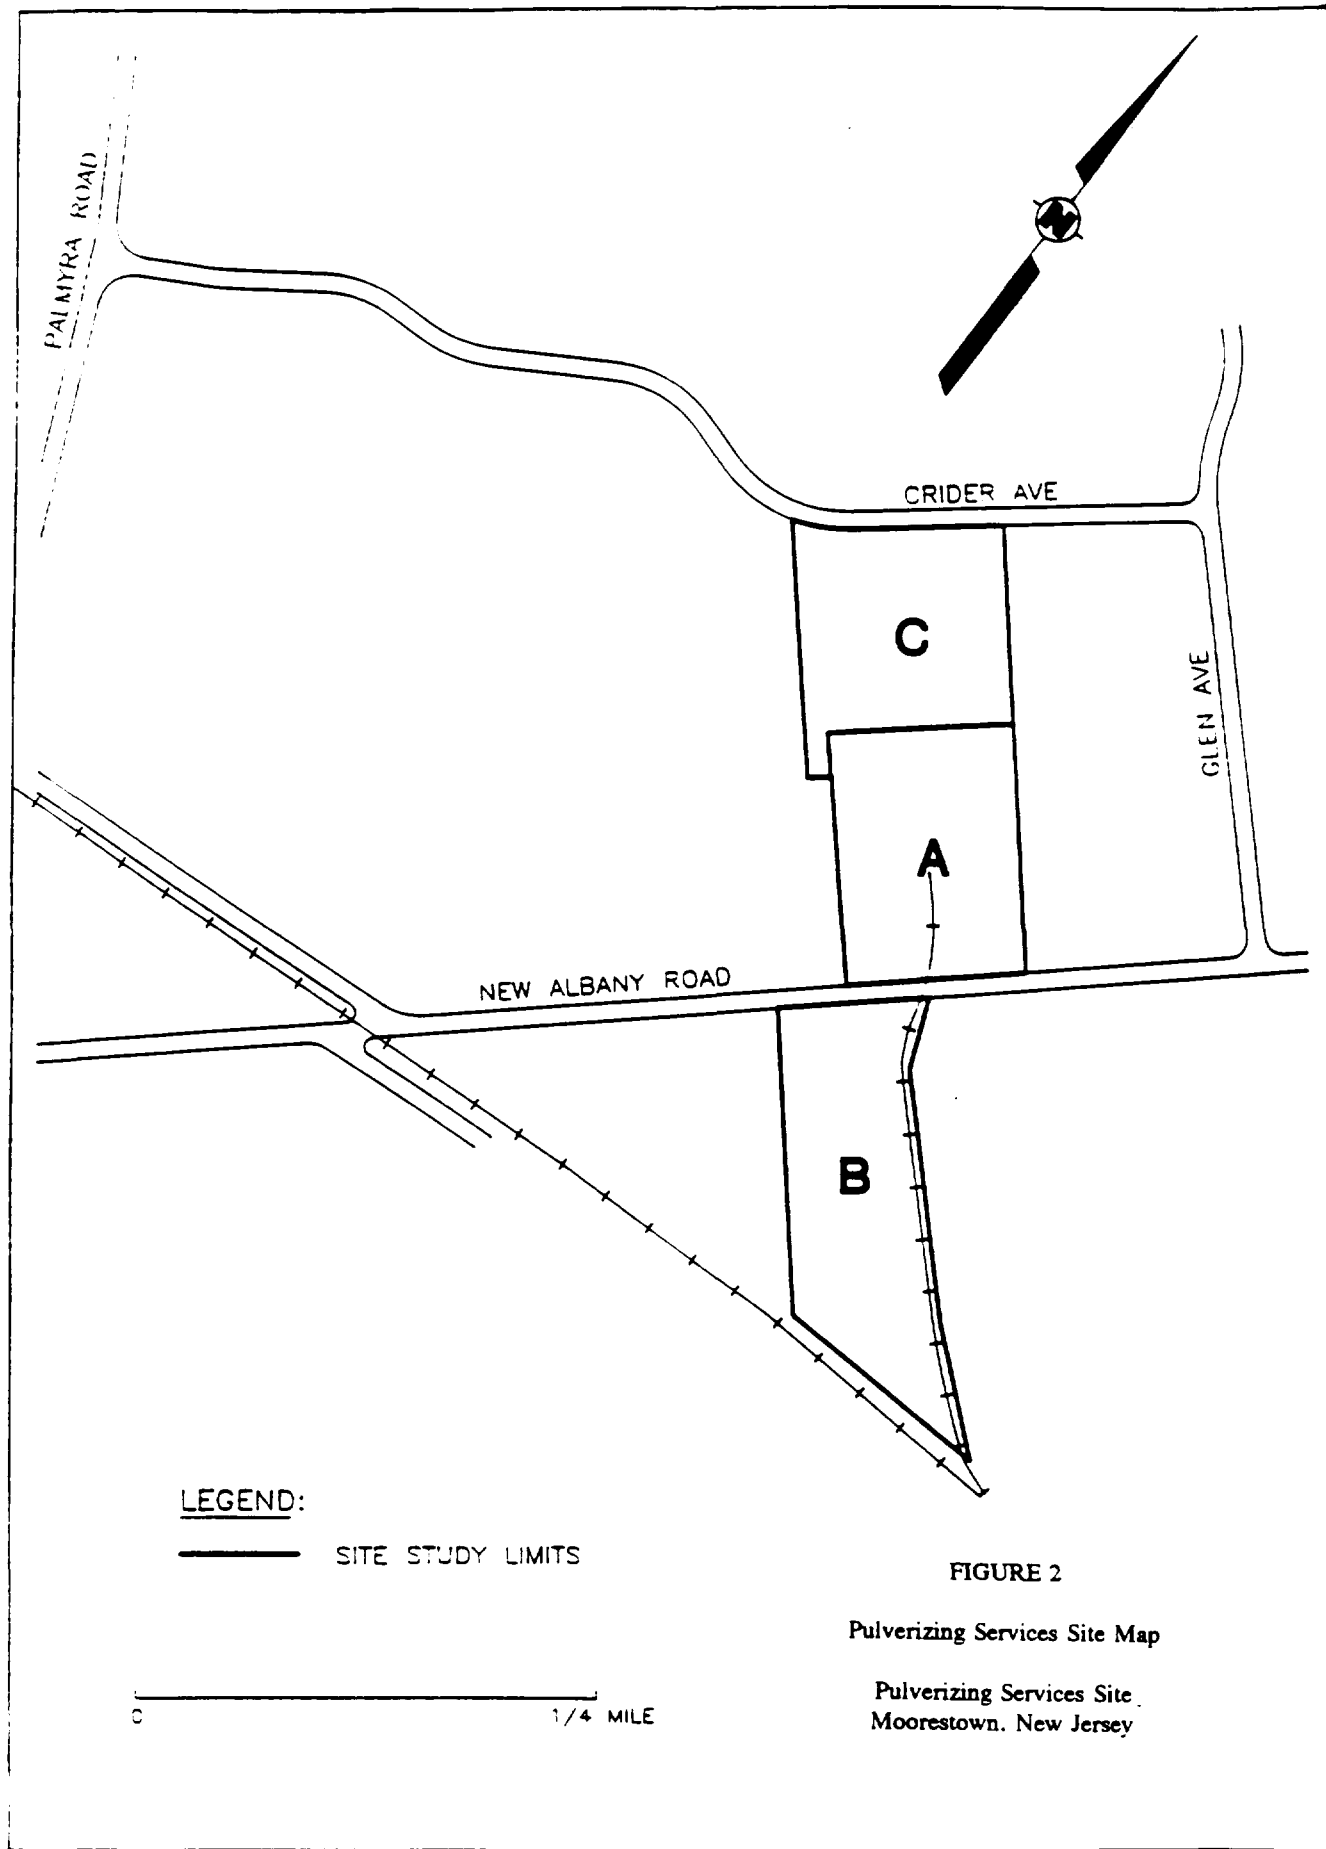 N
PALMYRA ROAD
CRIDER AVE
C
GLEN AVE
A
NEW ALBANY ROAD
B
LEGEND:
SITE STUDY LIMITS
FIGURE 2
Pulverizing Services Site Map
Pulverizing Services Site
Moorestown. New Jersey
0
1/4 MILE